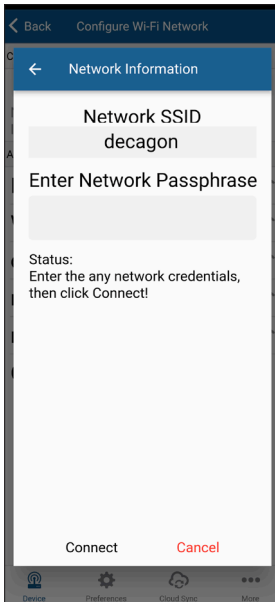 Back Configure Wi-Fi Network
Network Information
Network SSID
decagon
Enter Network Passphrase
Status:
Enter the any network credentials,
then click Connect!
Connect Cancel
Device Preferences Cloud Sync More